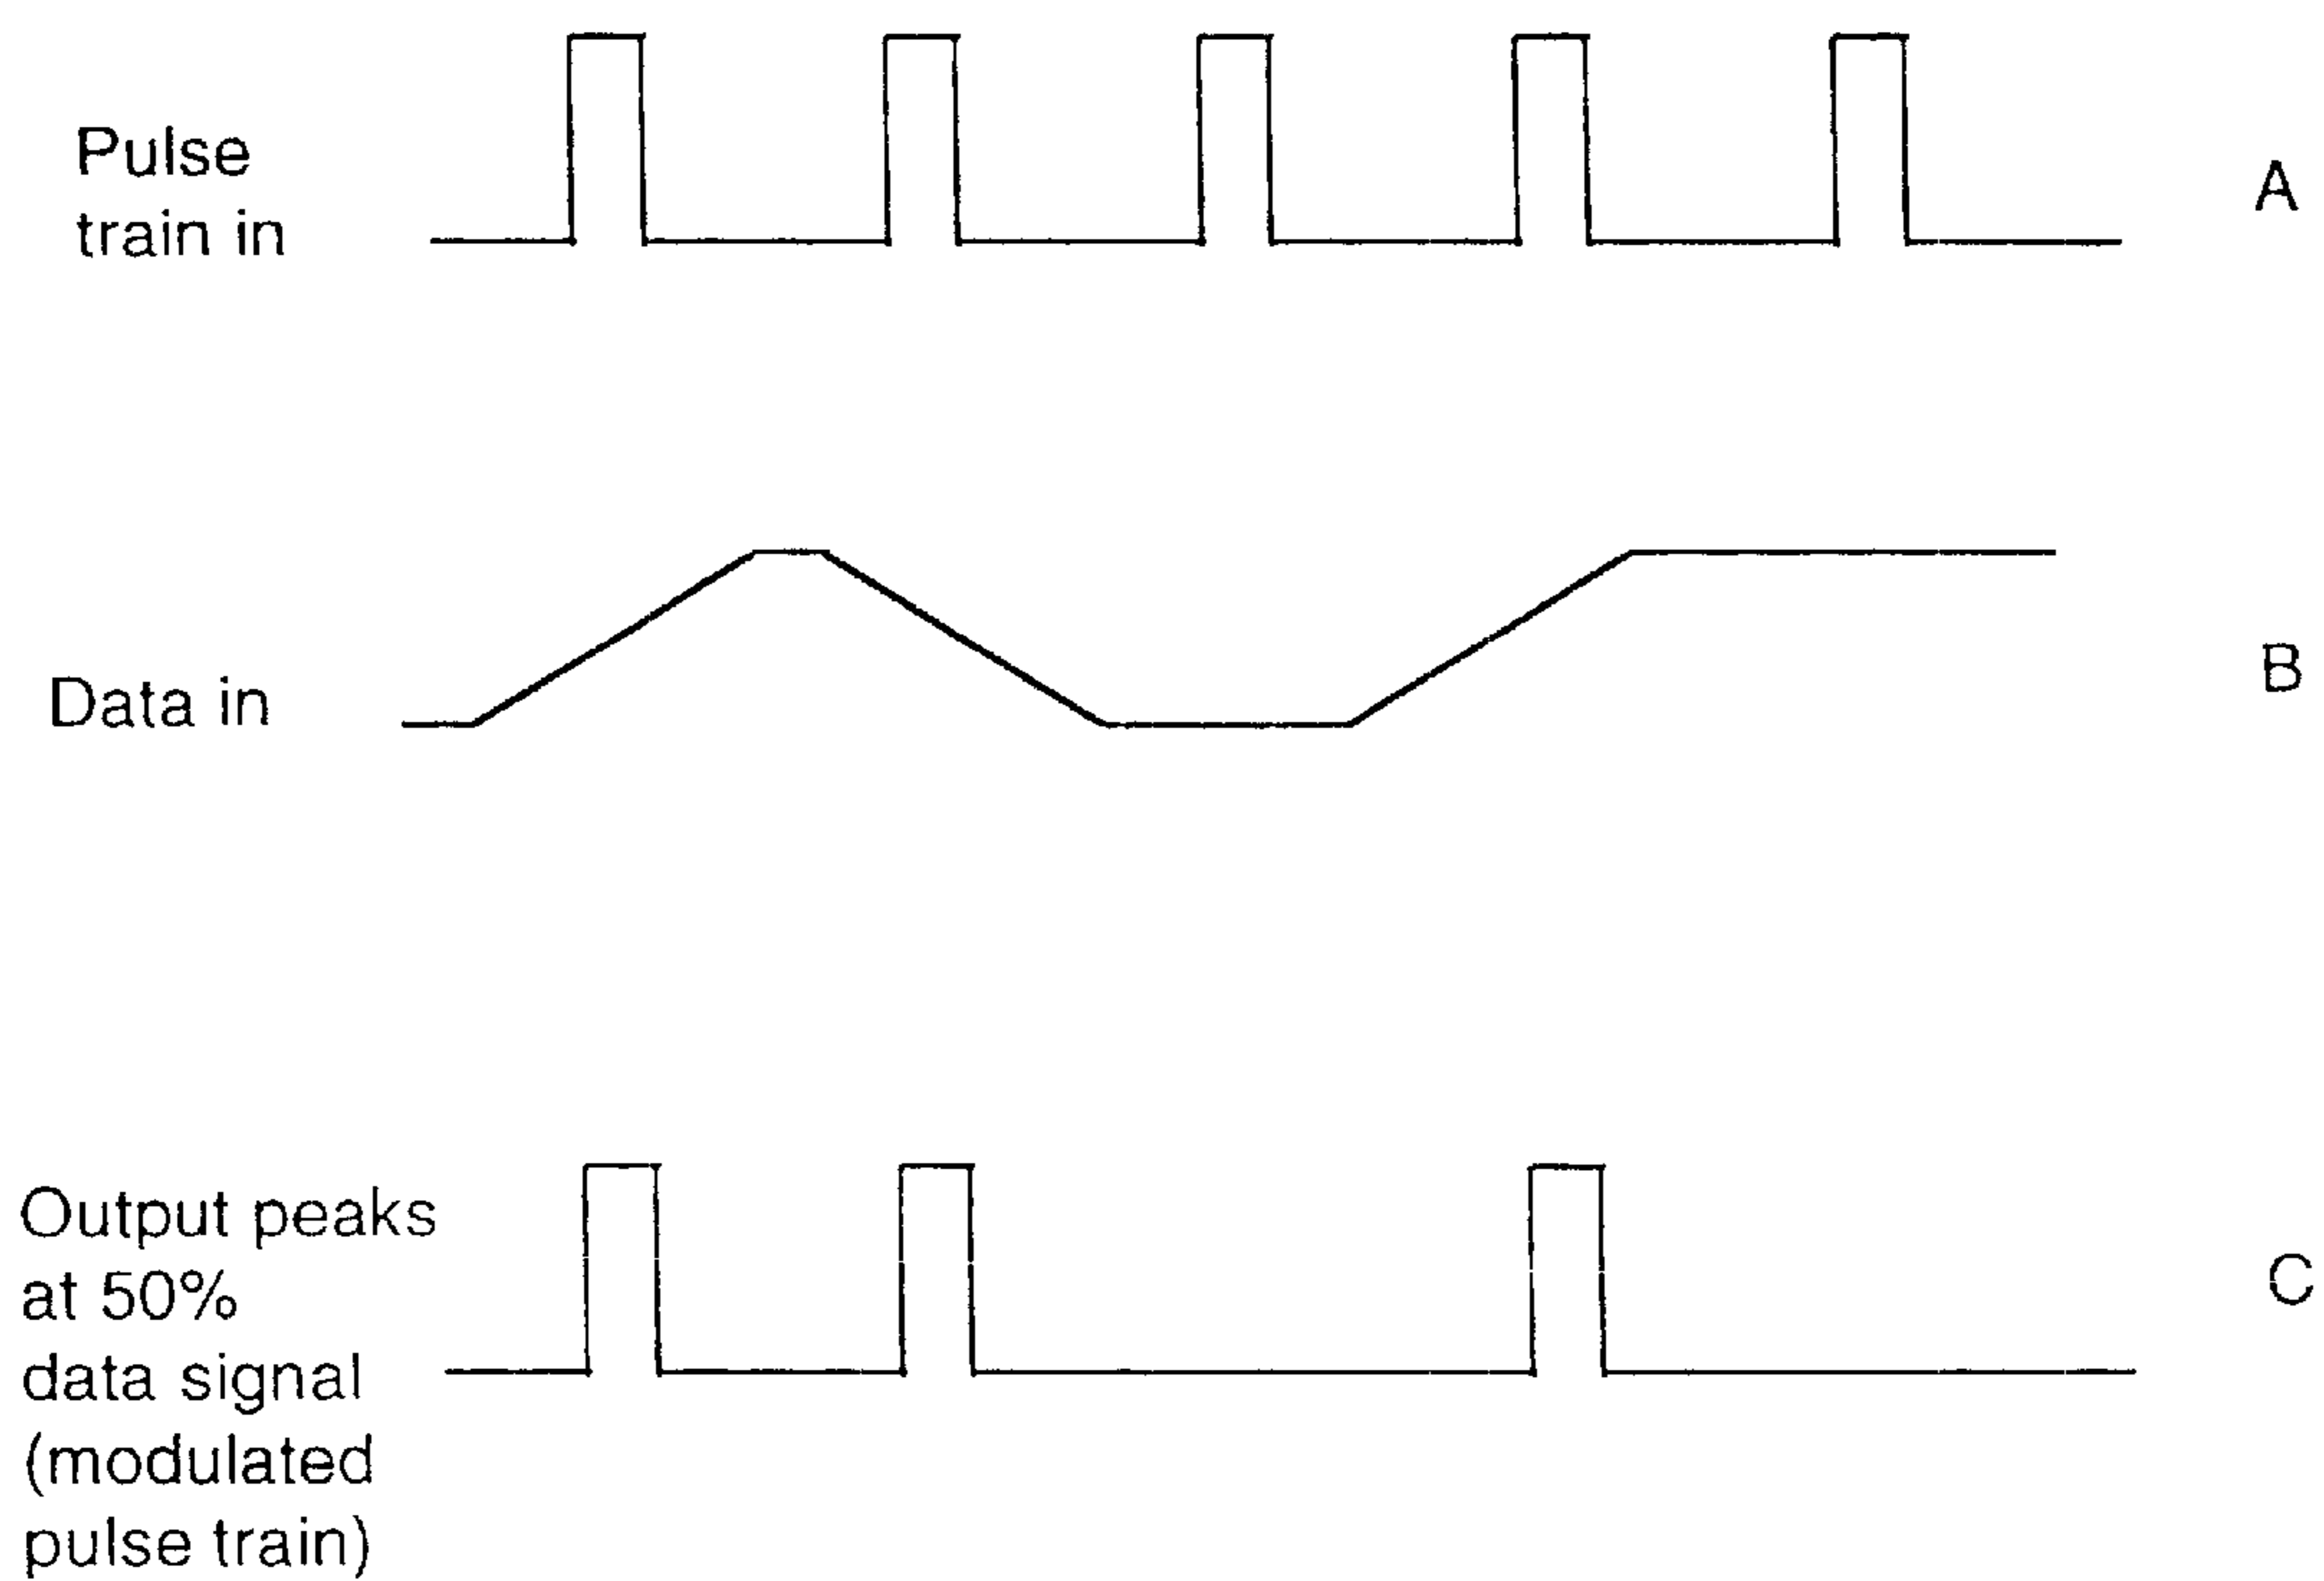 Pulse
train in
A
Data in
B
Output peaks
at 50%
data signal
(modulated
pulse train)
C